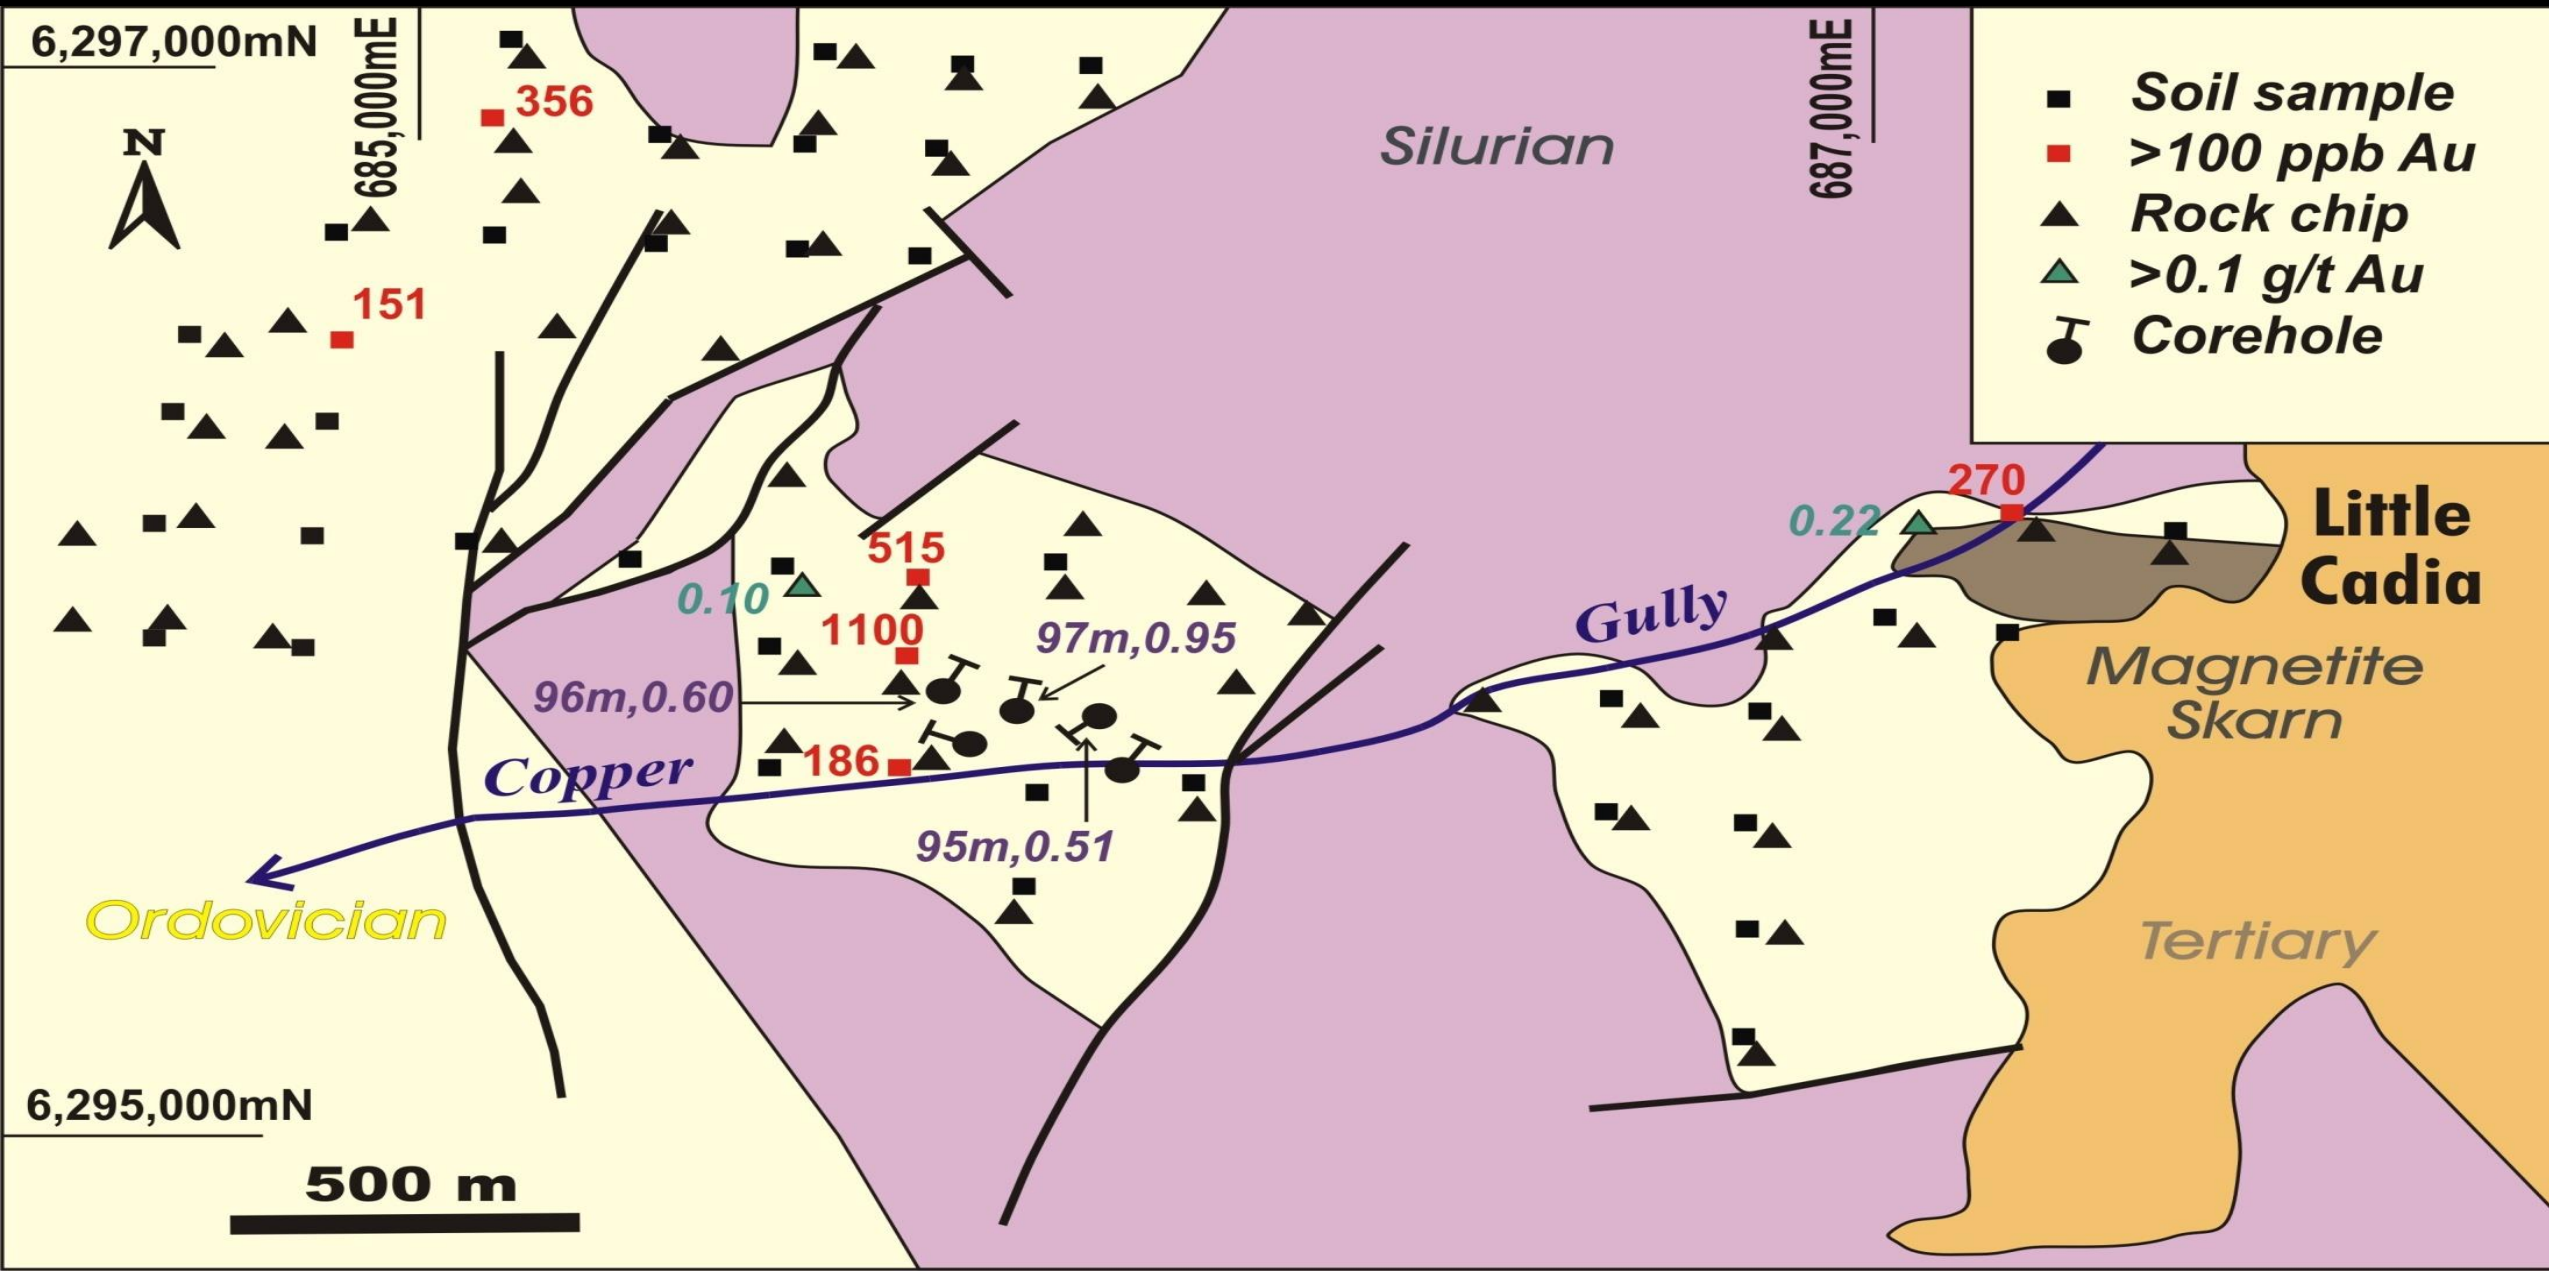 6,297,000mN
685,000mE
687,000mE
N
356
151
Silurian
Soil sample
>100 ppb Au
Rock chip
>0.1 g/t Au
Corehole
270
0.22
Little
Cadia
515
0.10
1100
97m,0.95
Gully
96m,0.60
Magnetite
Skarn
186
Copper
95m,0.51
Ordovician
Tertiary
6,295,000mN
500 m